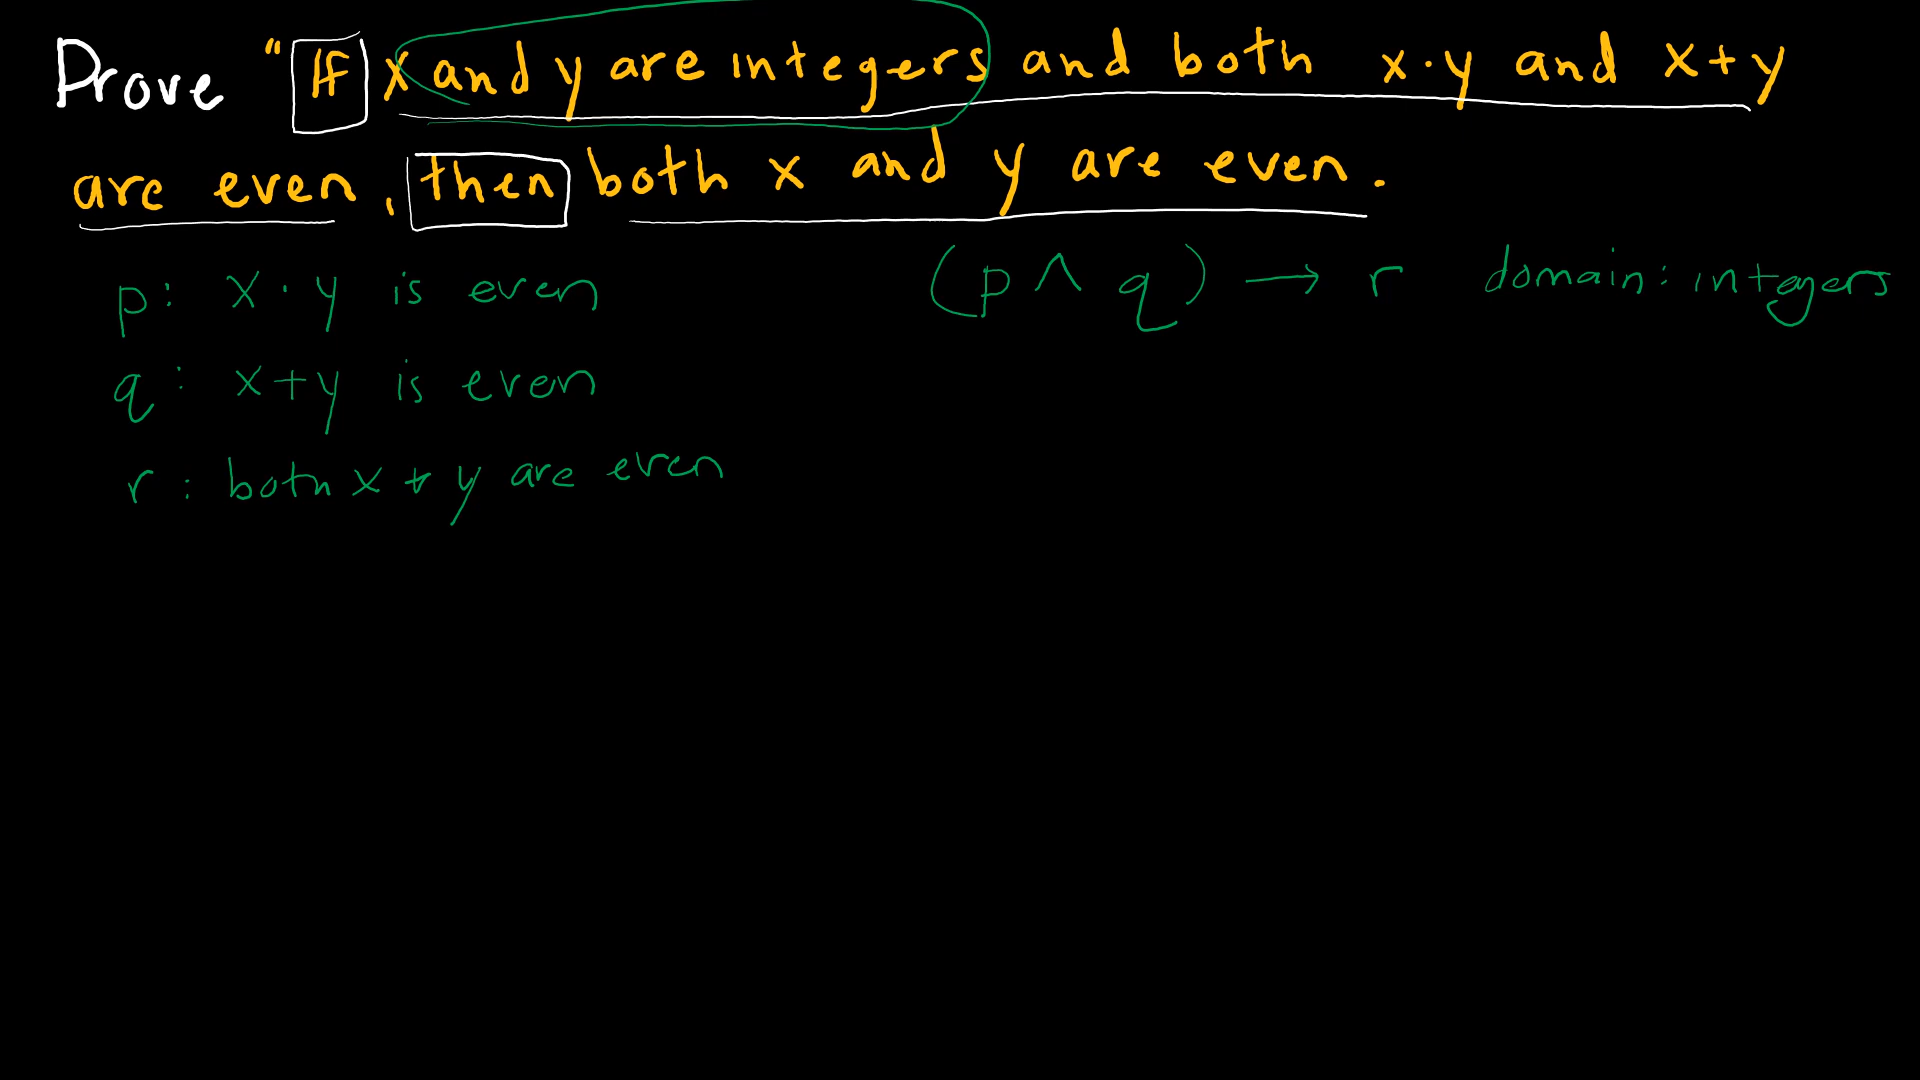 Prove "If x and y are integers and both x·y and x+y
are even, then both x and y are even.
p: x·y is even (p ∧ q) → r domain: integers
q: x+y is even
r: both x + y are even